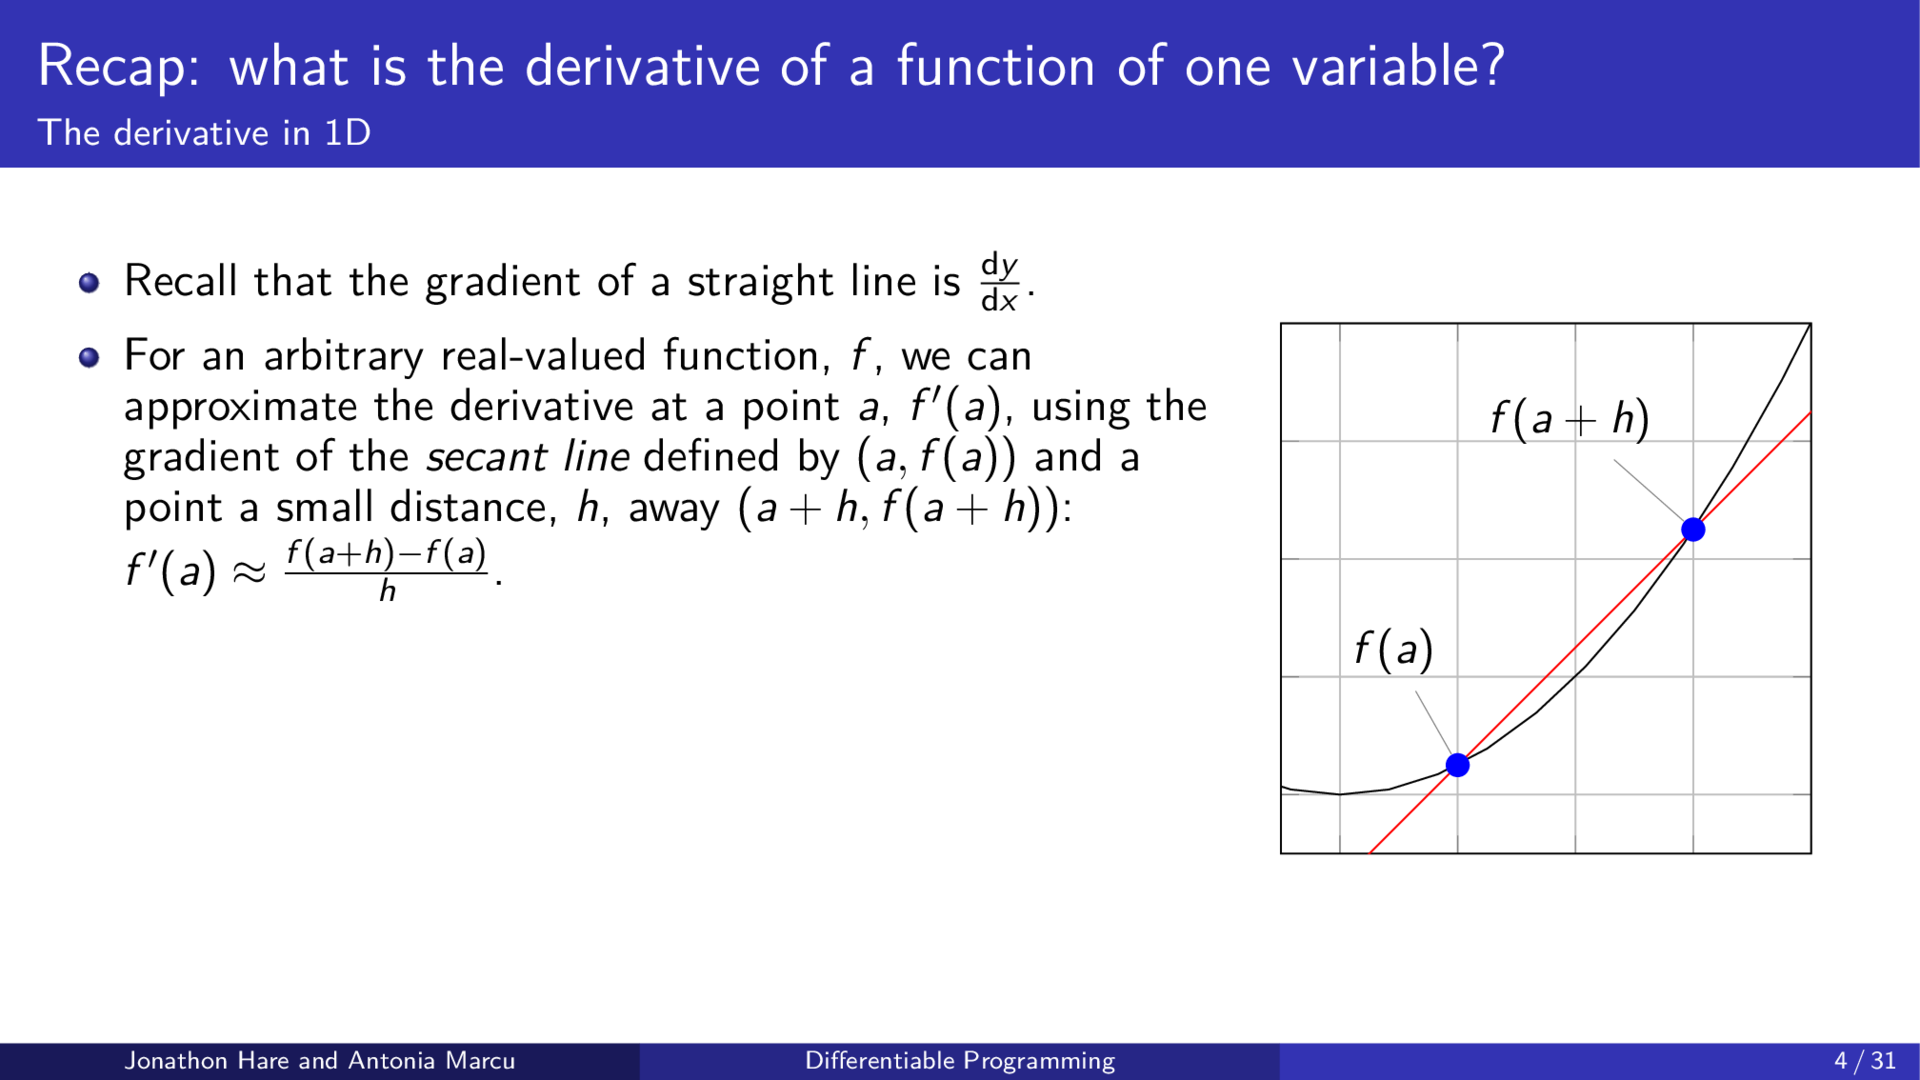 Recap: what is the derivative of a function of one variable?
The derivative in 1D
Recall that the gradient of a straight line is dy/dx.
For an arbitrary real-valued function, f, we can
approximate the derivative at a point a, f′(a), using the
gradient of the secant line defined by (a, f(a)) and a
point a small distance, h, away (a + h, f(a + h)):
f′(a) ≈ f(a+h)−f(a)/h.
f(a + h)
f(a)
Jonathon Hare and Antonia Marcu
Differentiable Programming
4 / 31